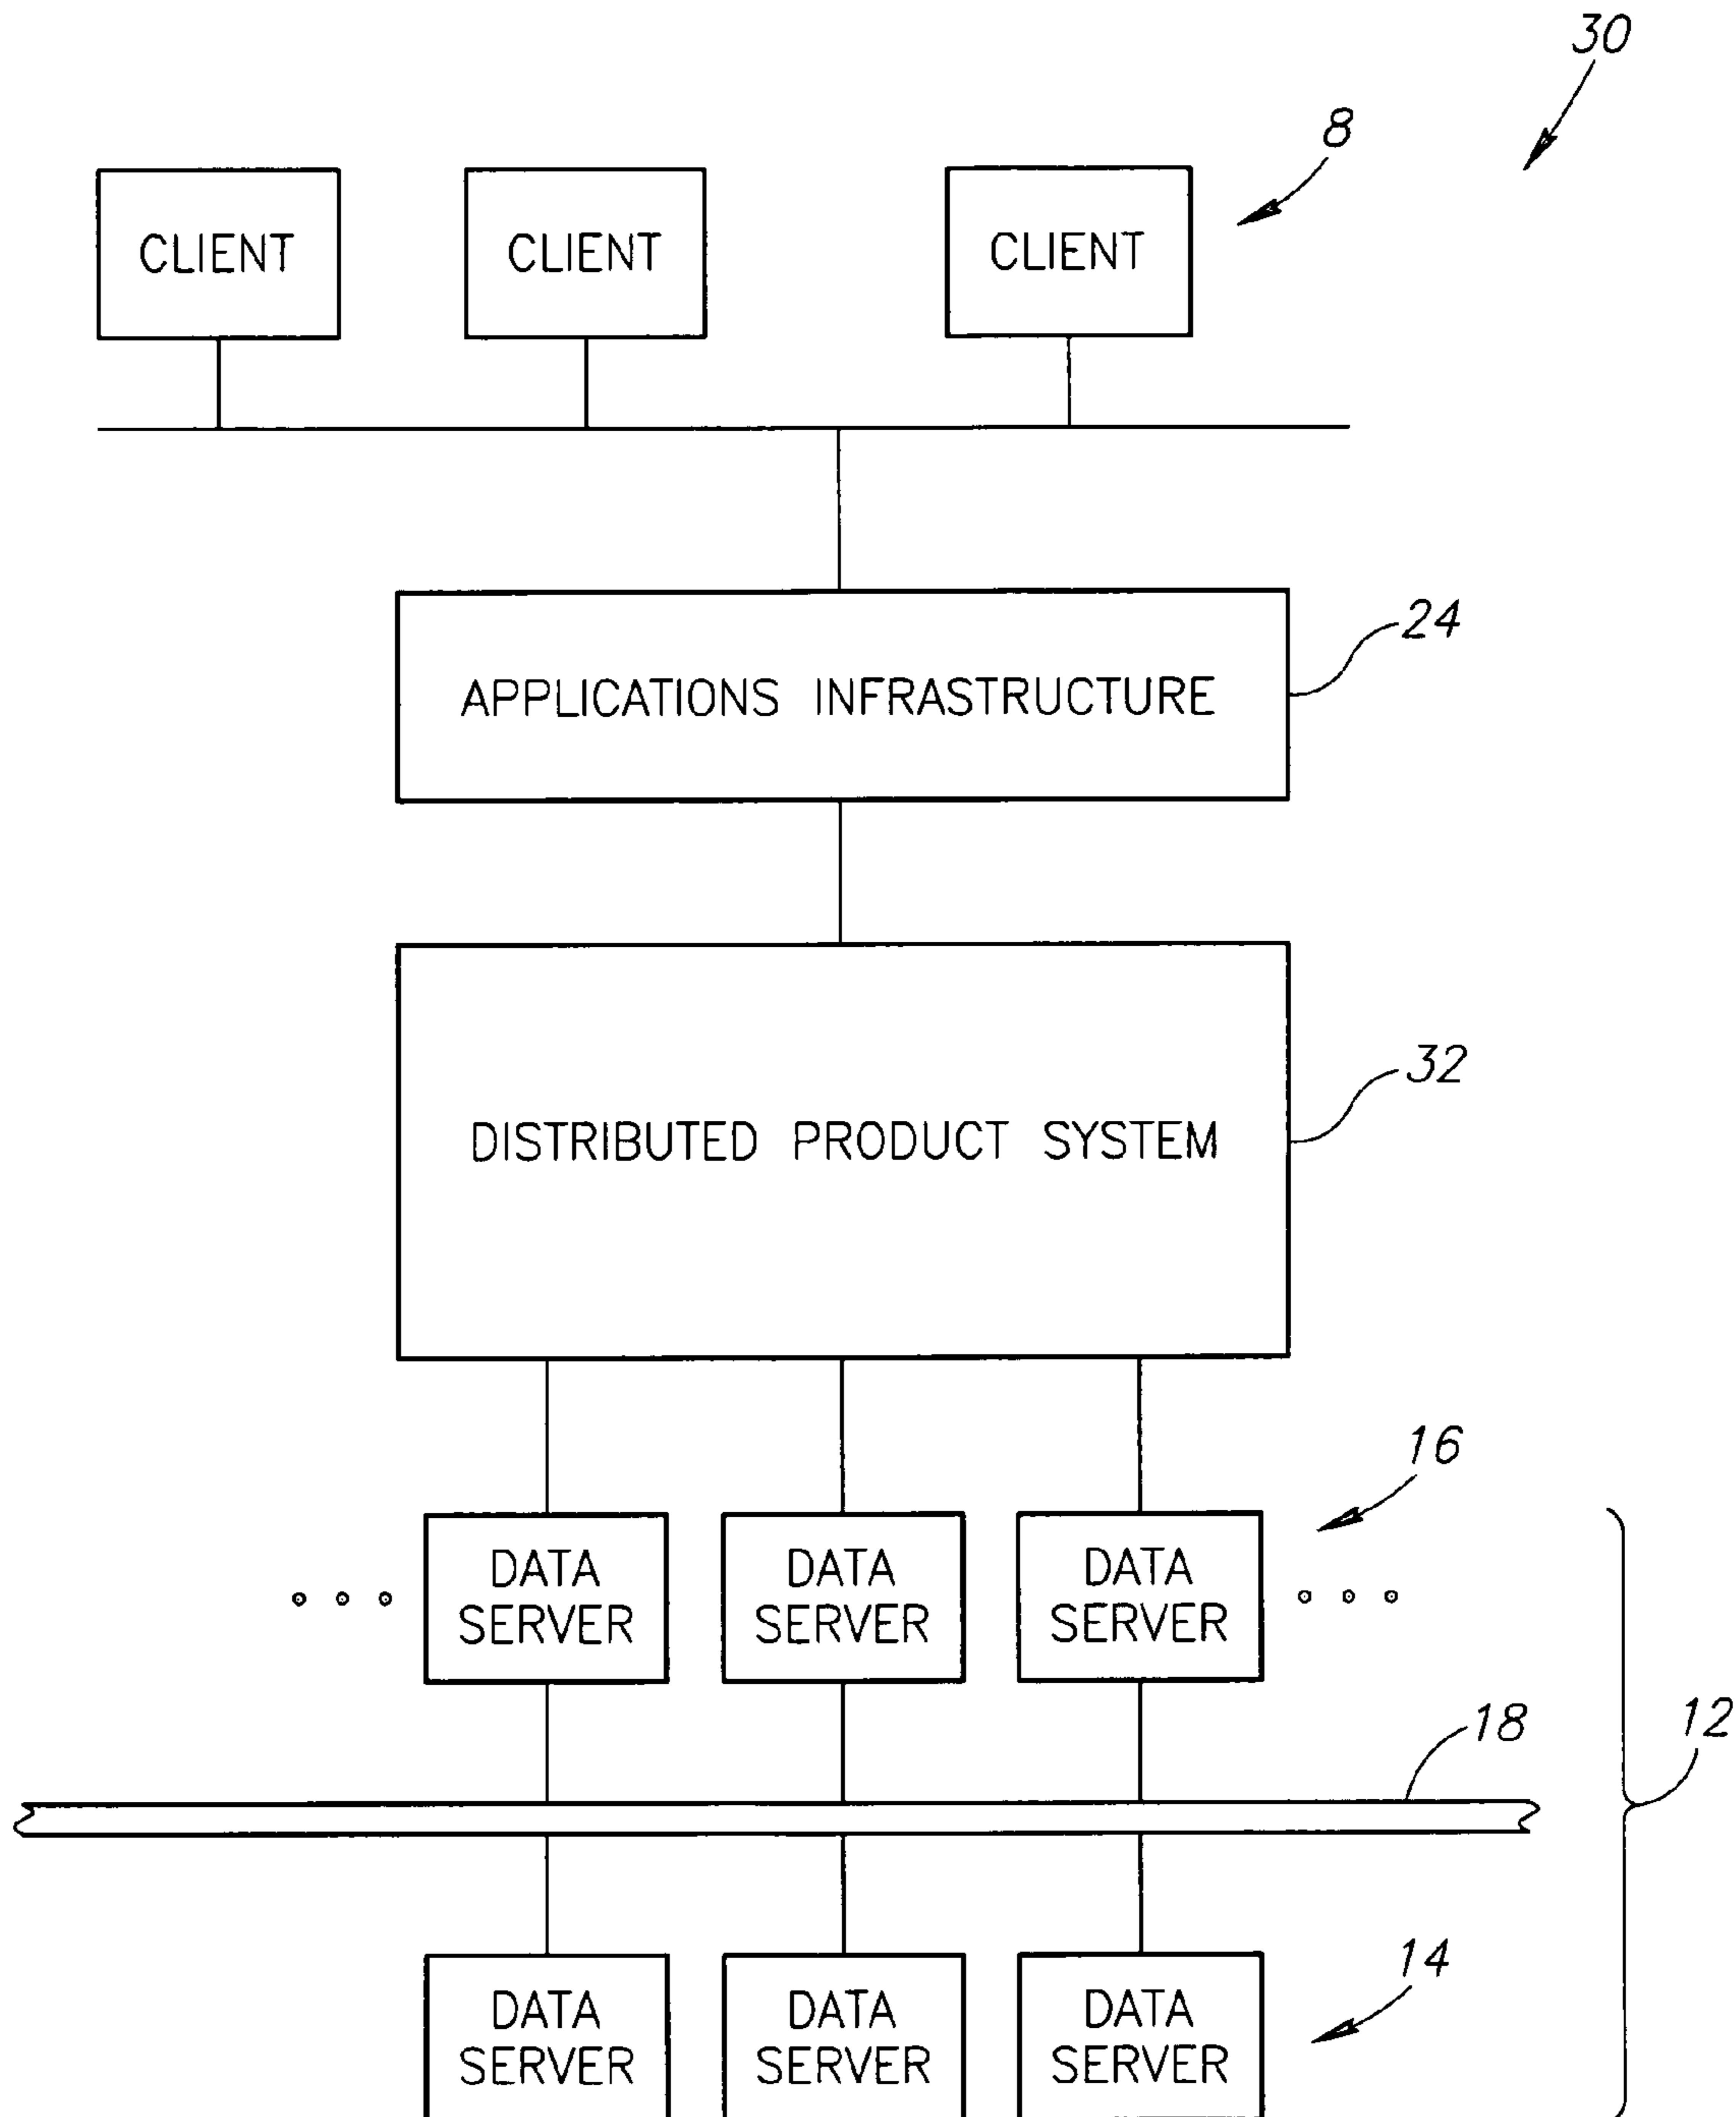 30
8
CLIENT CLIENT CLIENT
24
APPLICATIONS INFRASTRUCTURE
32
DISTRIBUTED PRODUCT SYSTEM
16
DATA SERVER
DATA SERVER
DATA SERVER
18
12
14
DATA SERVER
DATA SERVER
DATA SERVER